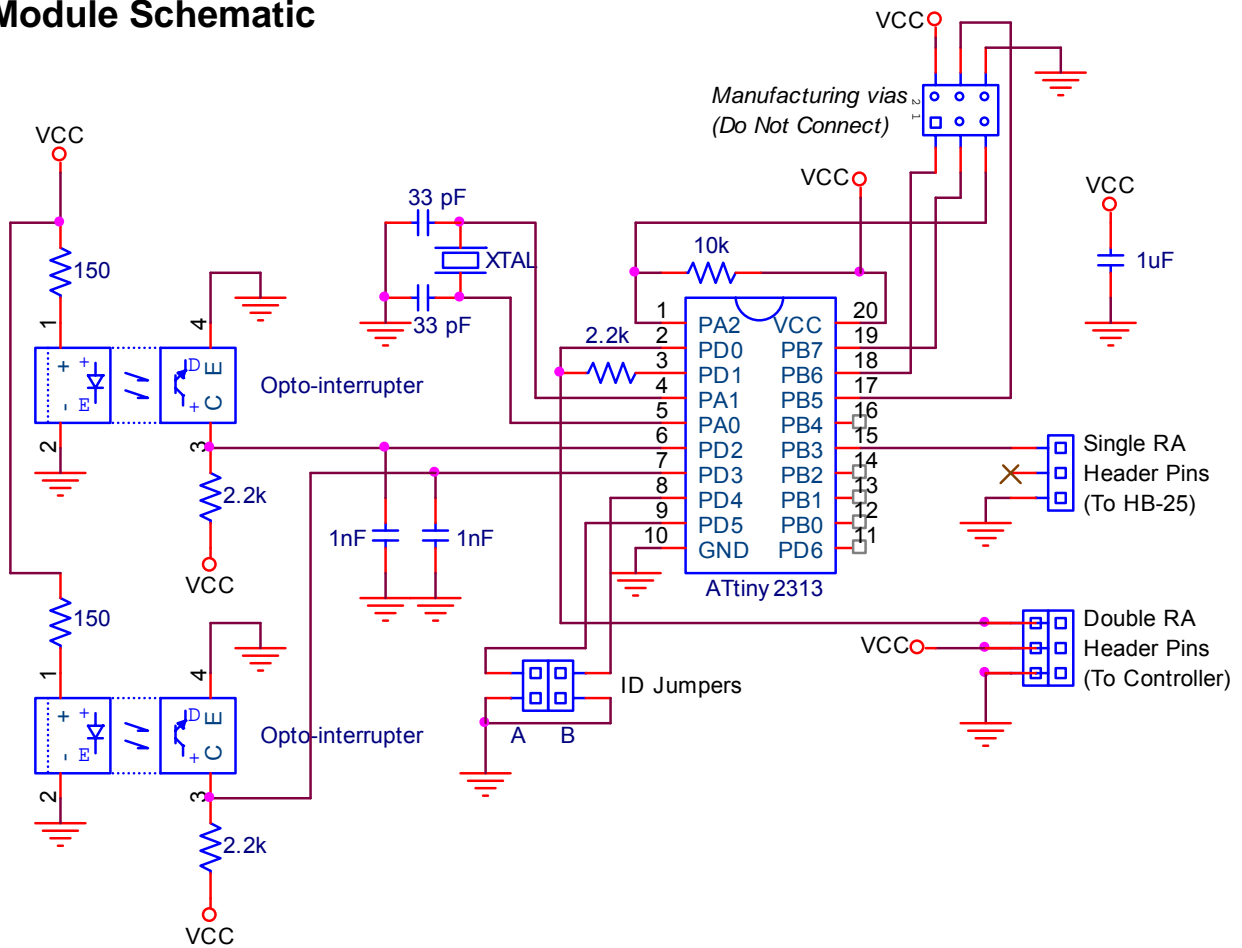 Module Schematic
VCC
Manufacturing vias
(Do Not Connect)
2
1
VCC
VCC
VCC
33 pF
XTAL
33 pF
10k
1uF
150
1
4
+
+
-
E
D
E
+
C
Opto-interrupter
2
3
2.2k
VCC
2.2k
1
2
3
4
5
6
7
8
9
10
PA2
PD0
PD1
PA1
PA0
PD2
PD3
PD4
PD5
GND
VCC
PB7
PB6
PB5
PB4
PB3
PB2
PB1
PB0
PD6
20
19
18
17
16
15
14
13
12
11
ATtiny 2313
Single RA
Header Pins
(To HB-25)
1nF
1nF
150
1
4
+
+
-
E
D
E
+
C
Opto-interrupter
2
3
2.2k
VCC
ID Jumpers
A
B
VCC
Double RA
Header Pins
(To Controller)